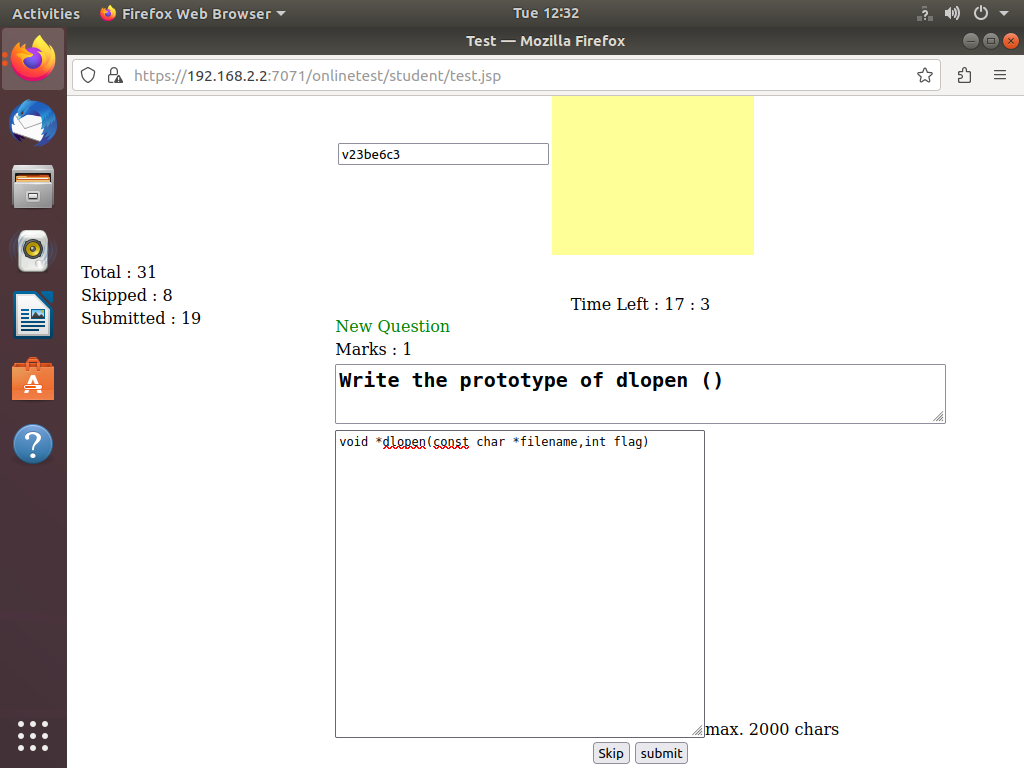 Activities
Firefox Web Browser
Tue 12:32
Test — Mozilla Firefox
https://192.168.2.2:7071/onlinetest/student/test.jsp
v23be6c3
Total : 31
Skipped : 8
Submitted : 19
Time Left : 17 : 3
New Question
Marks : 1
Write the prototype of dlopen ()
void *dlopen(const char *filename,int flag)
max. 2000 chars
Skip
submit